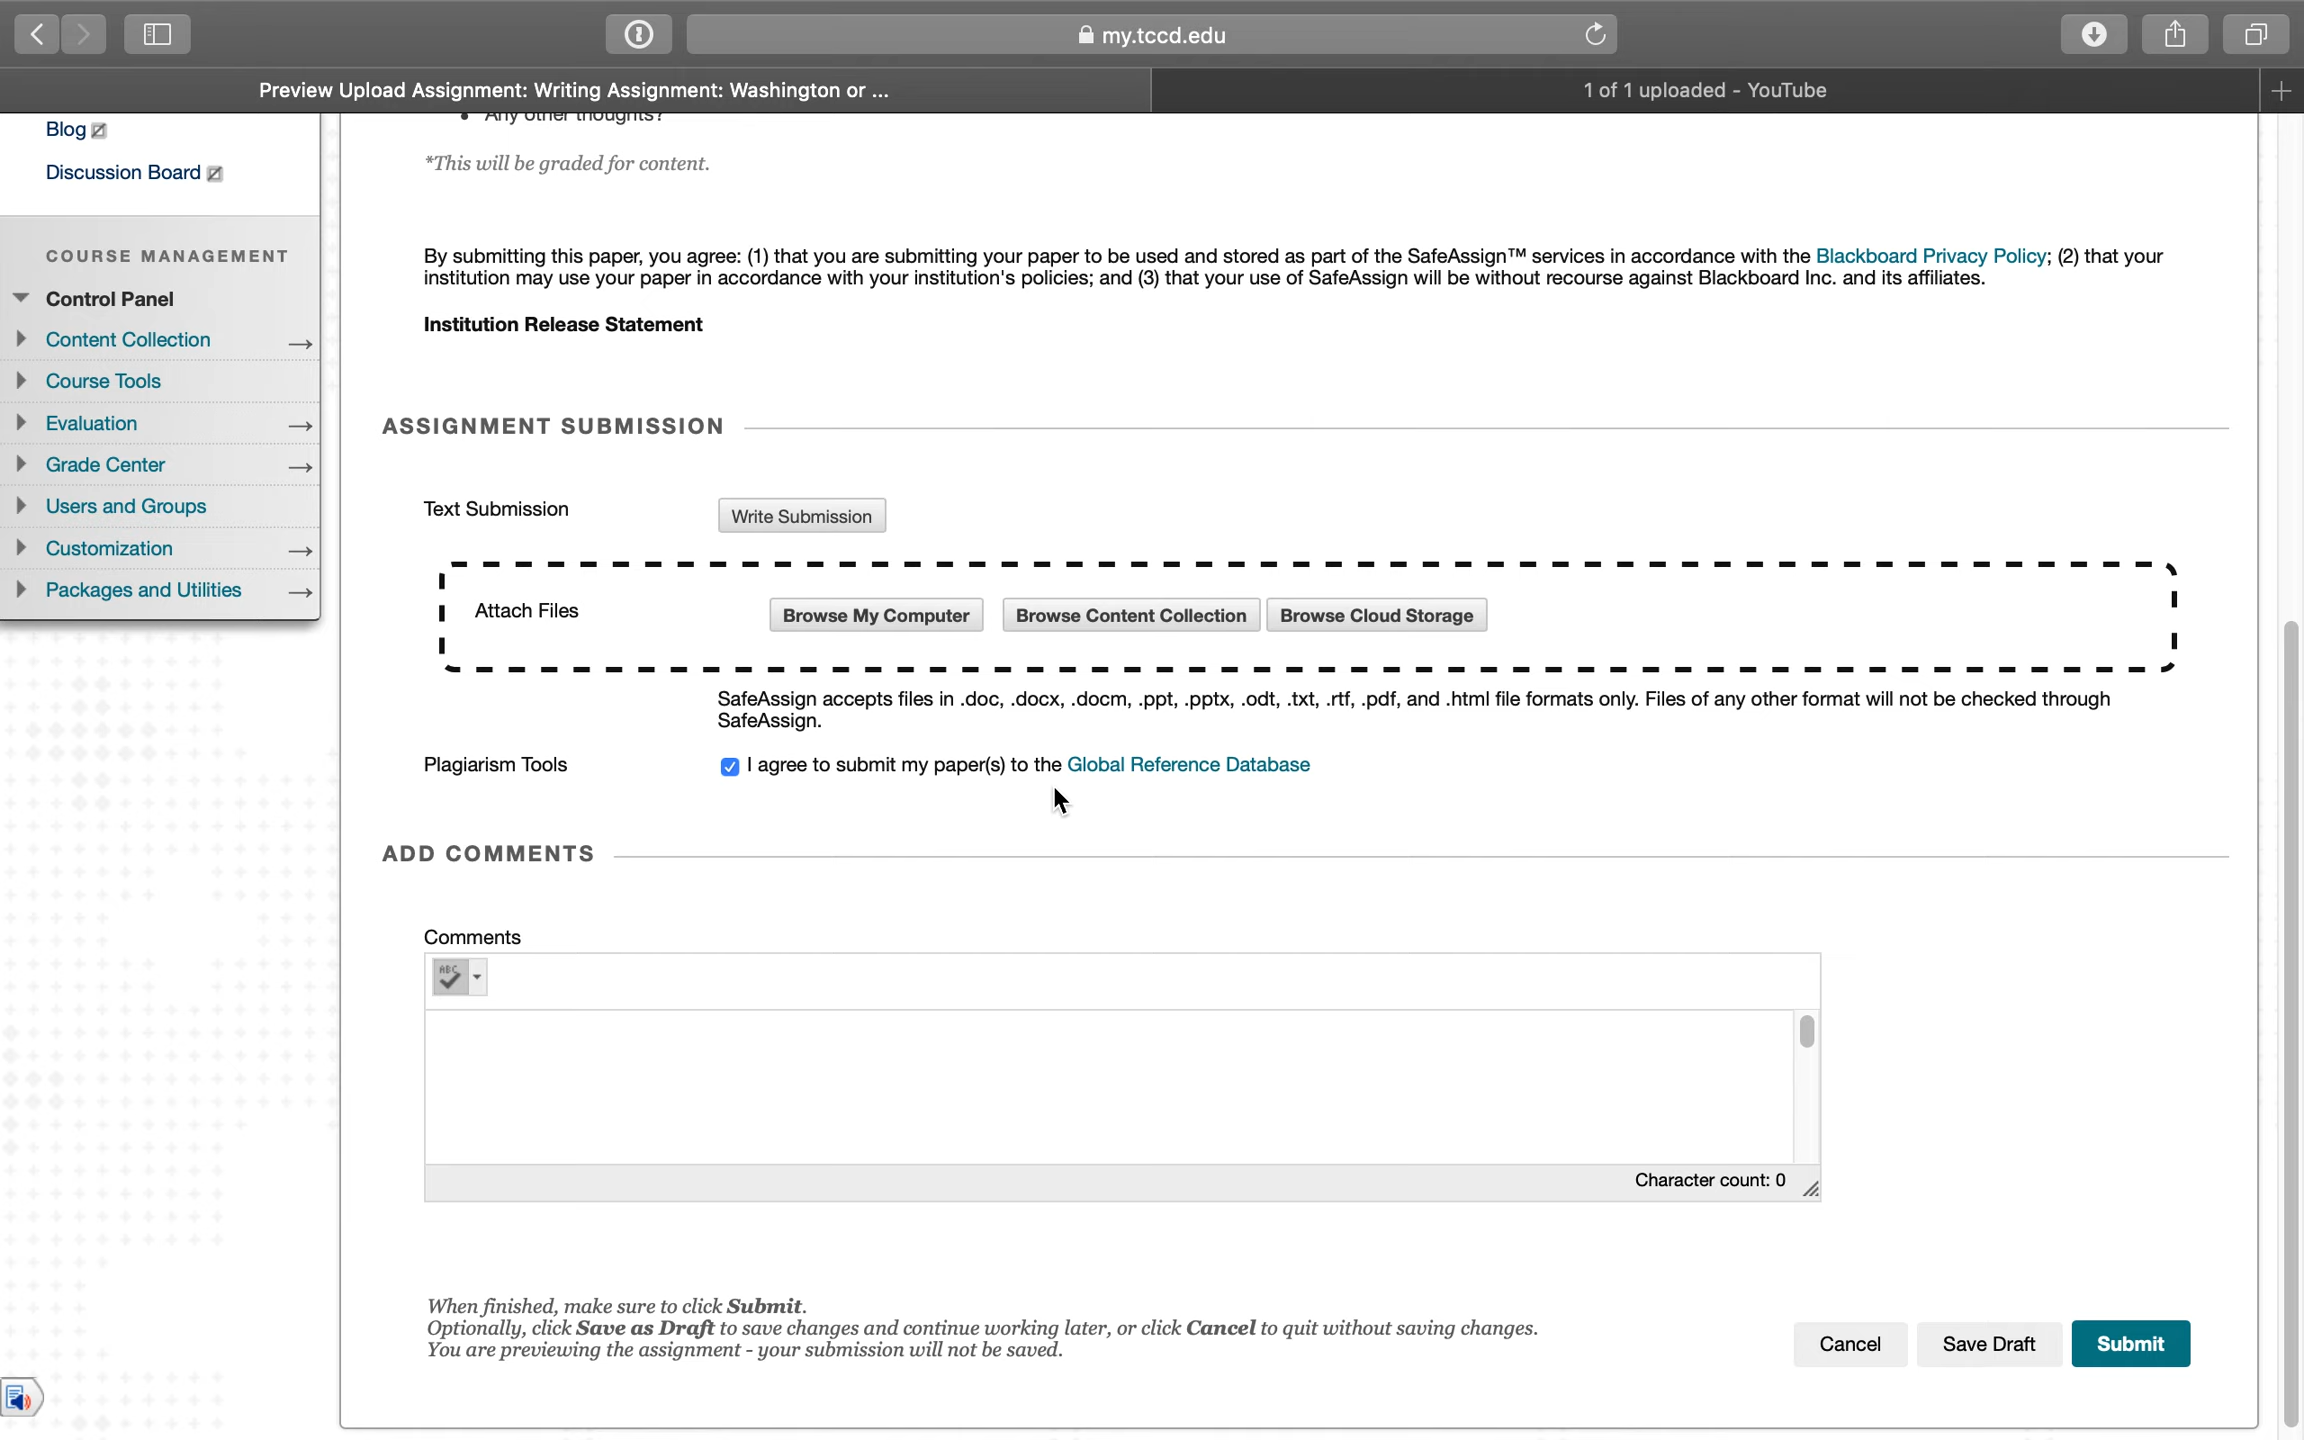 my.tccd.edu
Preview Upload Assignment: Writing Assignment: Washington or ...
1 of 1 uploaded - YouTube
Blog
Discussion Board
COURSE MANAGEMENT
Control Panel
Content Collection
Course Tools
Evaluation
Grade Center
Users and Groups
Customization
Packages and Utilities
• Any other thoughts?
*This will be graded for content.
By submitting this paper, you agree: (1) that you are submitting your paper to be used and stored as part of the SafeAssign™ services in accordance with the Blackboard Privacy Policy; (2) that your
institution may use your paper in accordance with your institution's policies; and (3) that your use of SafeAssign will be without recourse against Blackboard Inc. and its affiliates.
Institution Release Statement
ASSIGNMENT SUBMISSION
Text Submission
Write Submission
Attach Files
Browse My Computer
Browse Content Collection
Browse Cloud Storage
SafeAssign accepts files in .doc, .docx, .docm, .ppt, .pptx, .odt, .txt, .rtf, .pdf, and .html file formats only. Files of any other format will not be checked through
SafeAssign.
Plagiarism Tools
I agree to submit my paper(s) to the Global Reference Database
ADD COMMENTS
Comments
ABC
Character count: 0
When finished, make sure to click Submit.
Optionally, click Save as Draft to save changes and continue working later, or click Cancel to quit without saving changes.
You are previewing the assignment - your submission will not be saved.
Cancel
Save Draft
Submit